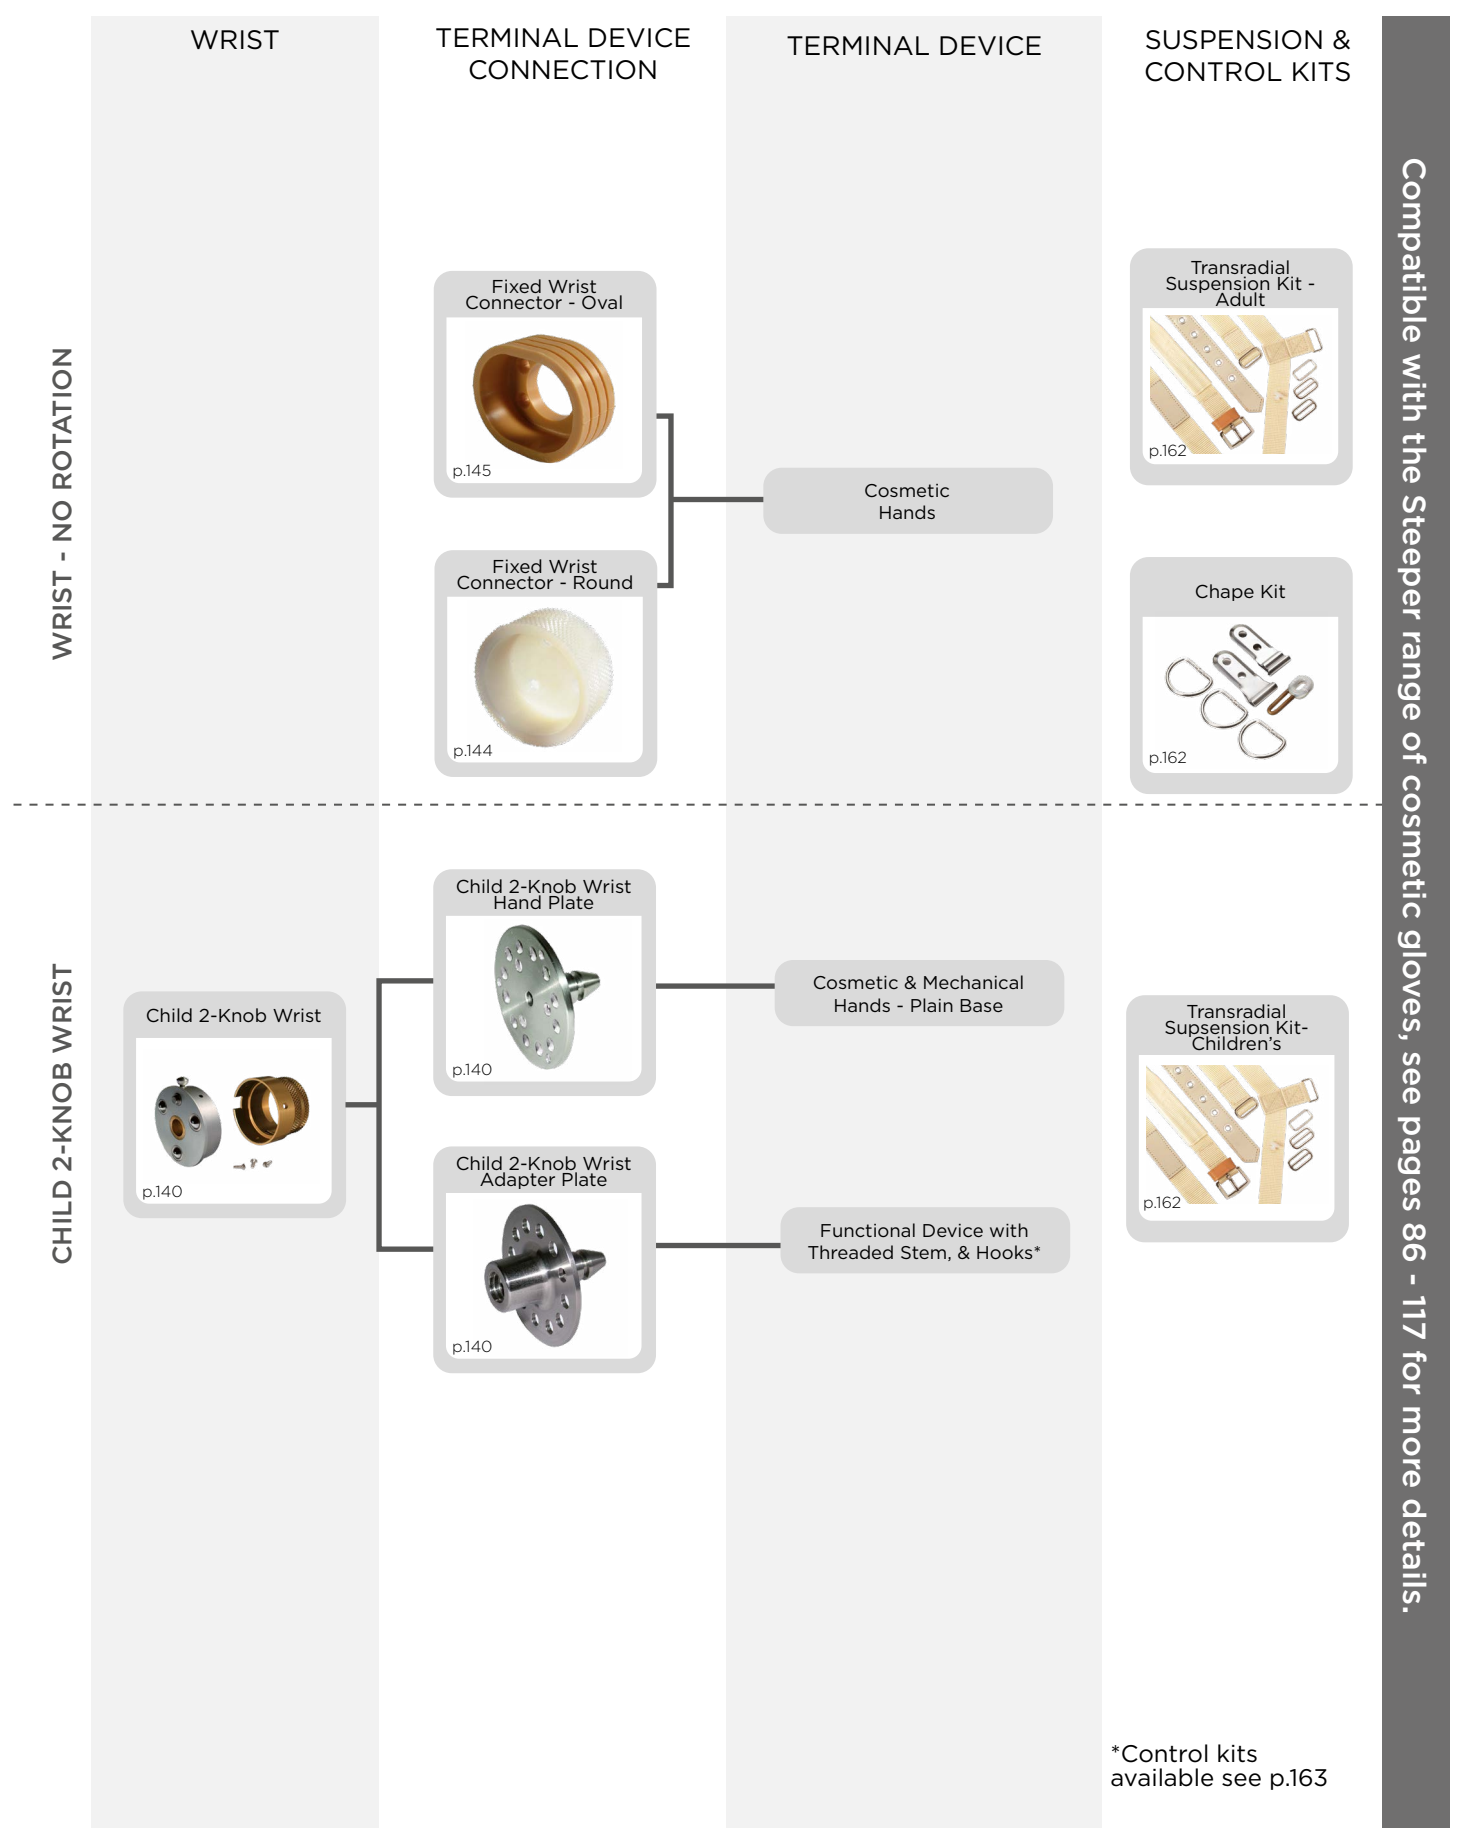 WRIST
TERMINAL DEVICE
CONNECTION
TERMINAL DEVICE
SUSPENSION &
CONTROL KITS
WRIST - NO ROTATION
Fixed Wrist
Connector - Oval
p.145
Fixed Wrist
Connector - Round
p.144
Cosmetic
Hands
Transradial
Suspension Kit -
Adult
p.162
Chape Kit
p.162
CHILD 2-KNOB WRIST
Child 2-Knob Wrist
p.140
Child 2-Knob Wrist
Hand Plate
p.140
Child 2-Knob Wrist
Adapter Plate
p.140
Cosmetic & Mechanical
Hands - Plain Base
Functional Device with
Threaded Stem, & Hooks*
Transradial
Supsension Kit-
Children's
p.162
*Control kits
available see p.163
Compatible with the Steeper range of cosmetic gloves, see pages 86 - 117 for more details.